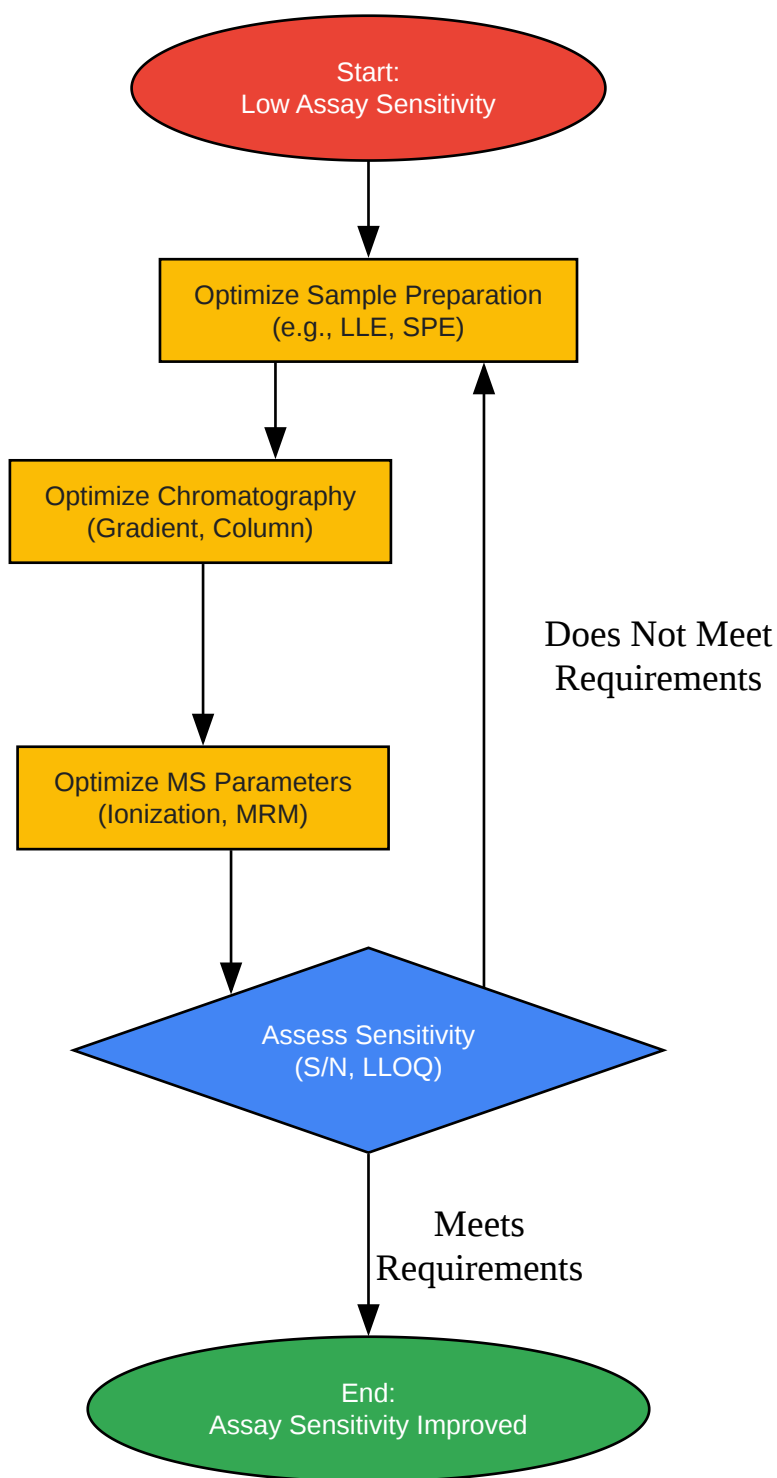 Start:
Low Assay Sensitivity
Optimize Sample Preparation
(e.g., LLE, SPE)
Optimize Chromatography
(Gradient, Column)
Does Not Meet
Requirements
Optimize MS Parameters
(Ionization, MRM)
Assess Sensitivity
(S/N, LLOQ)
Meets
Requirements
End:
Assay Sensitivity Improved